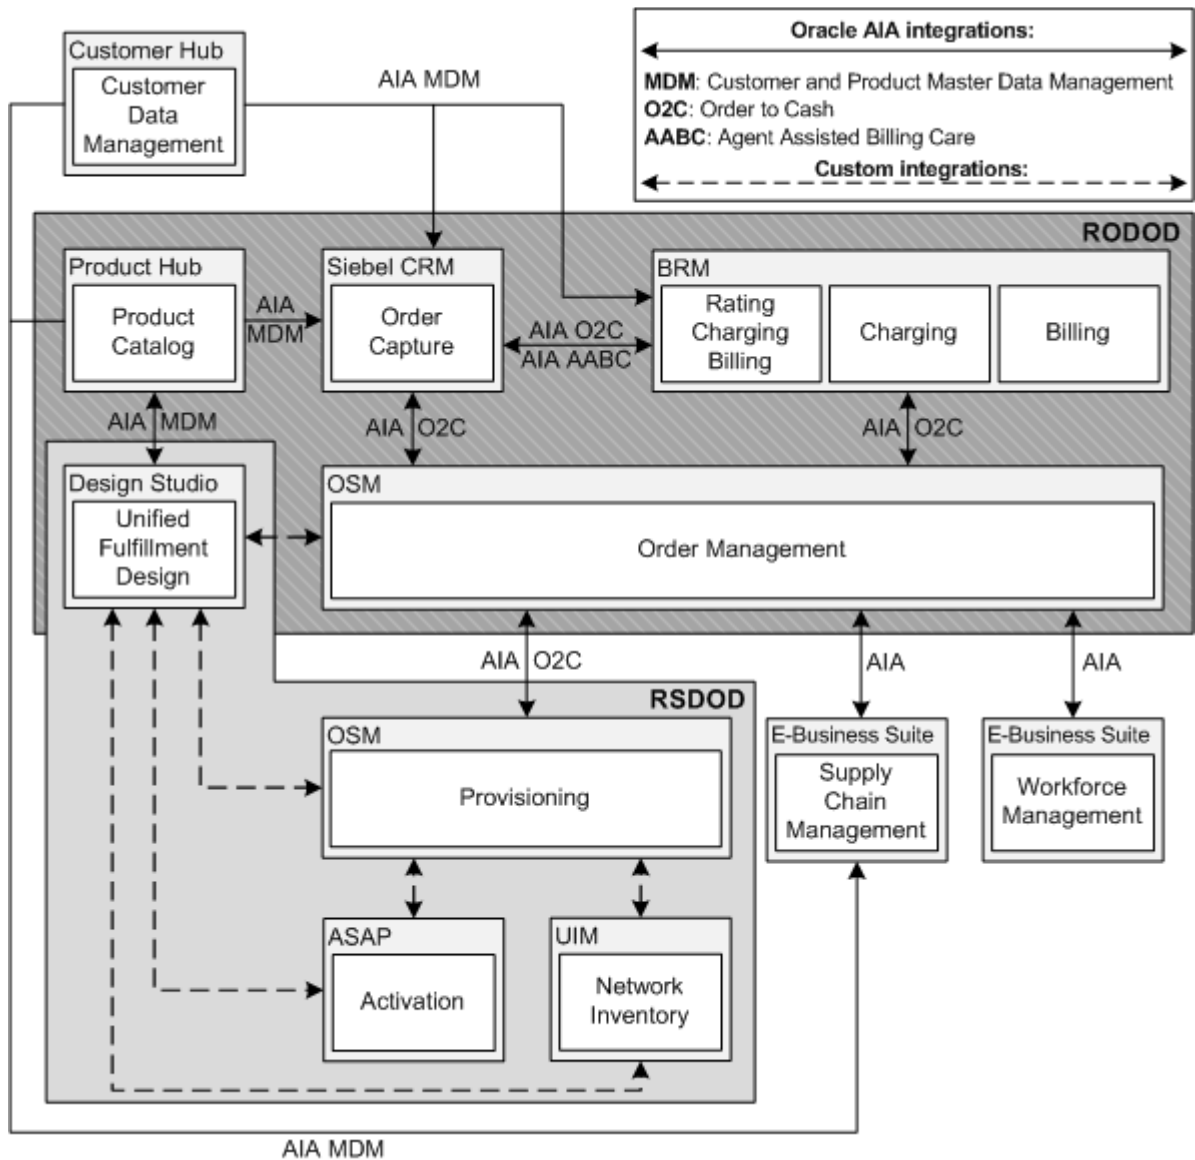 Customer Hub
Customer
Data
Management
AIA MDM
Oracle AIA integrations:
MDM: Customer and Product Master Data Management
O2C: Order to Cash
AABC: Agent Assisted Billing Care
Custom integrations:
RODOD
Product Hub
Product
Catalog
AIA
MDM
Siebel CRM
Order
Capture
AIA O2C
AIA AABC
BRM
Rating
Charging
Billing
Charging
Billing
AIA MDM
AIA O2C
AIA O2C
Design Studio
Unified
Fulfillment
Design
OSM
Order Management
AIA O2C
AIA
AIA
RSDOD
OSM
Provisioning
E-Business Suite
Supply
Chain
Management
E-Business Suite
Workforce
Management
ASAP
Activation
UIM
Network
Inventory
AIA MDM